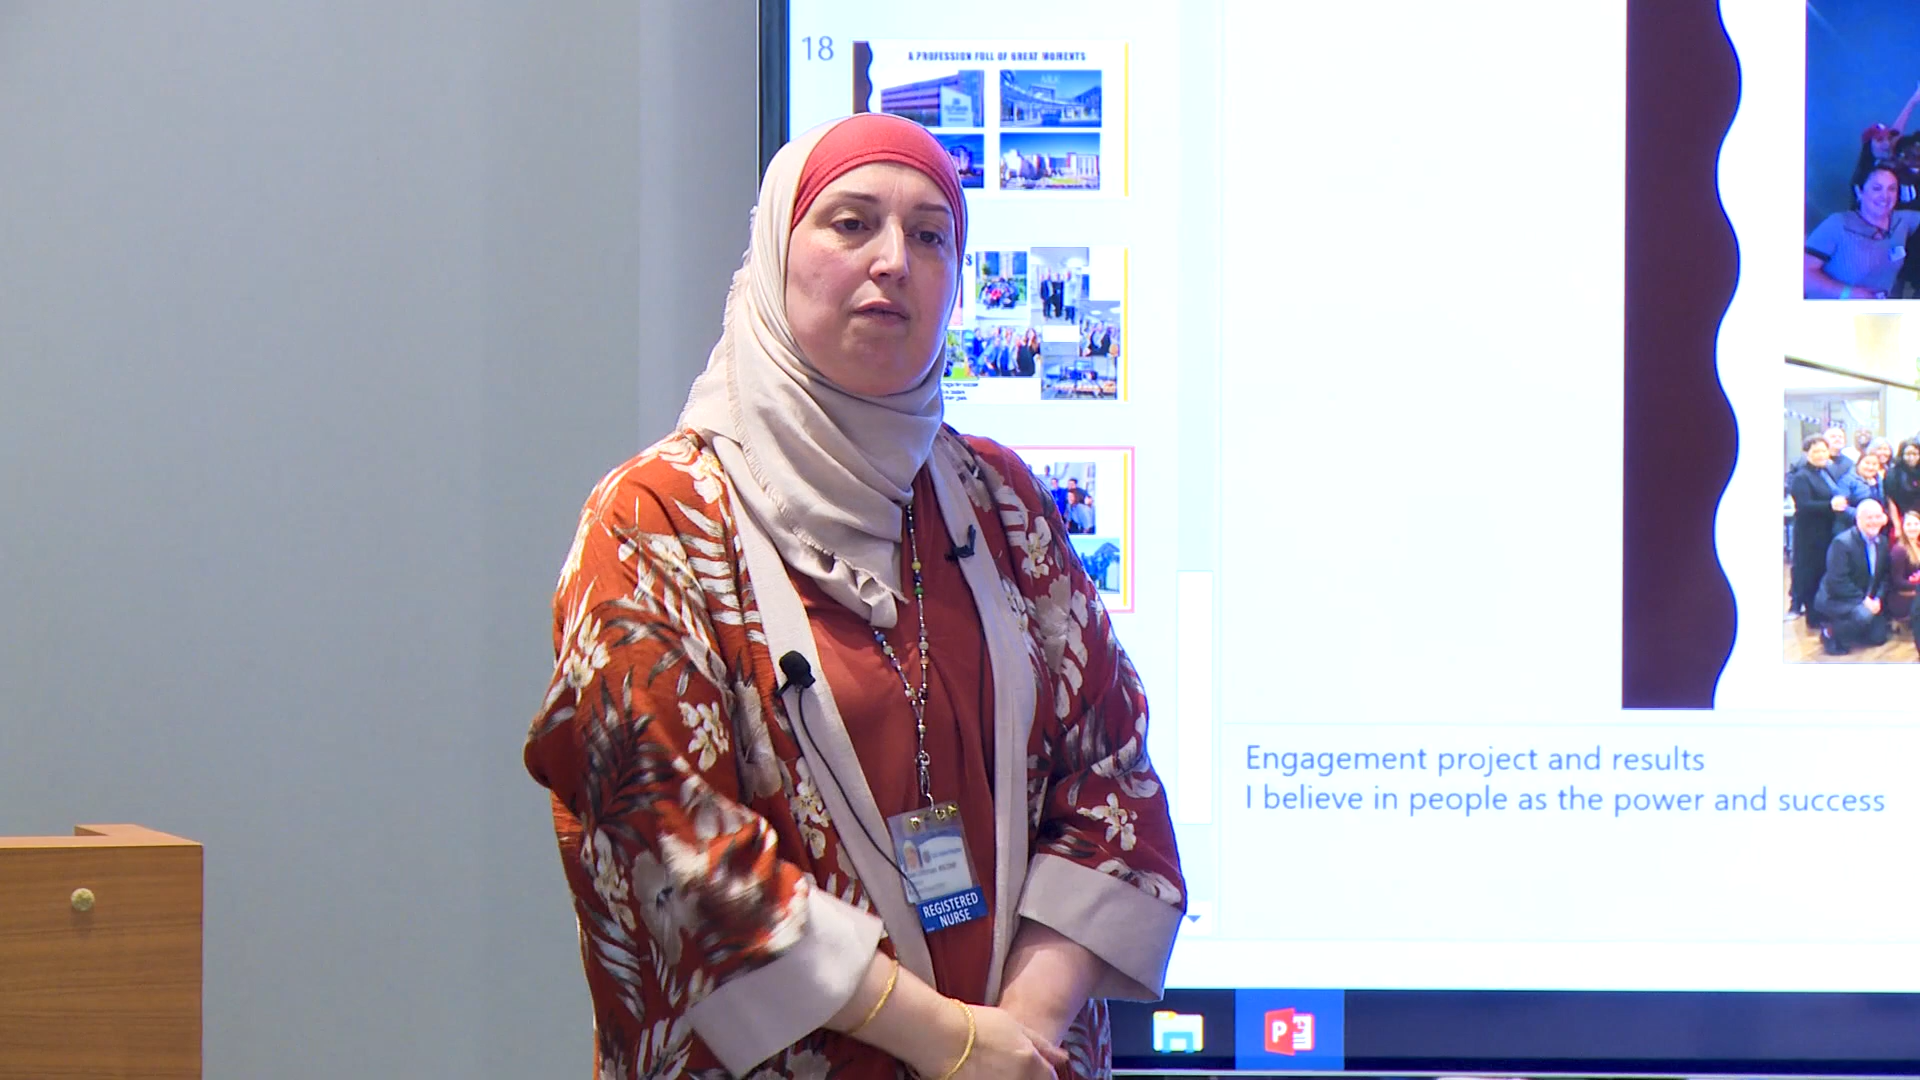 18
A PROFESSION FULL OF GREAT MOMENTS
Engagement project and results
I believe in people as the power and success
REGISTERED
NURSE
P